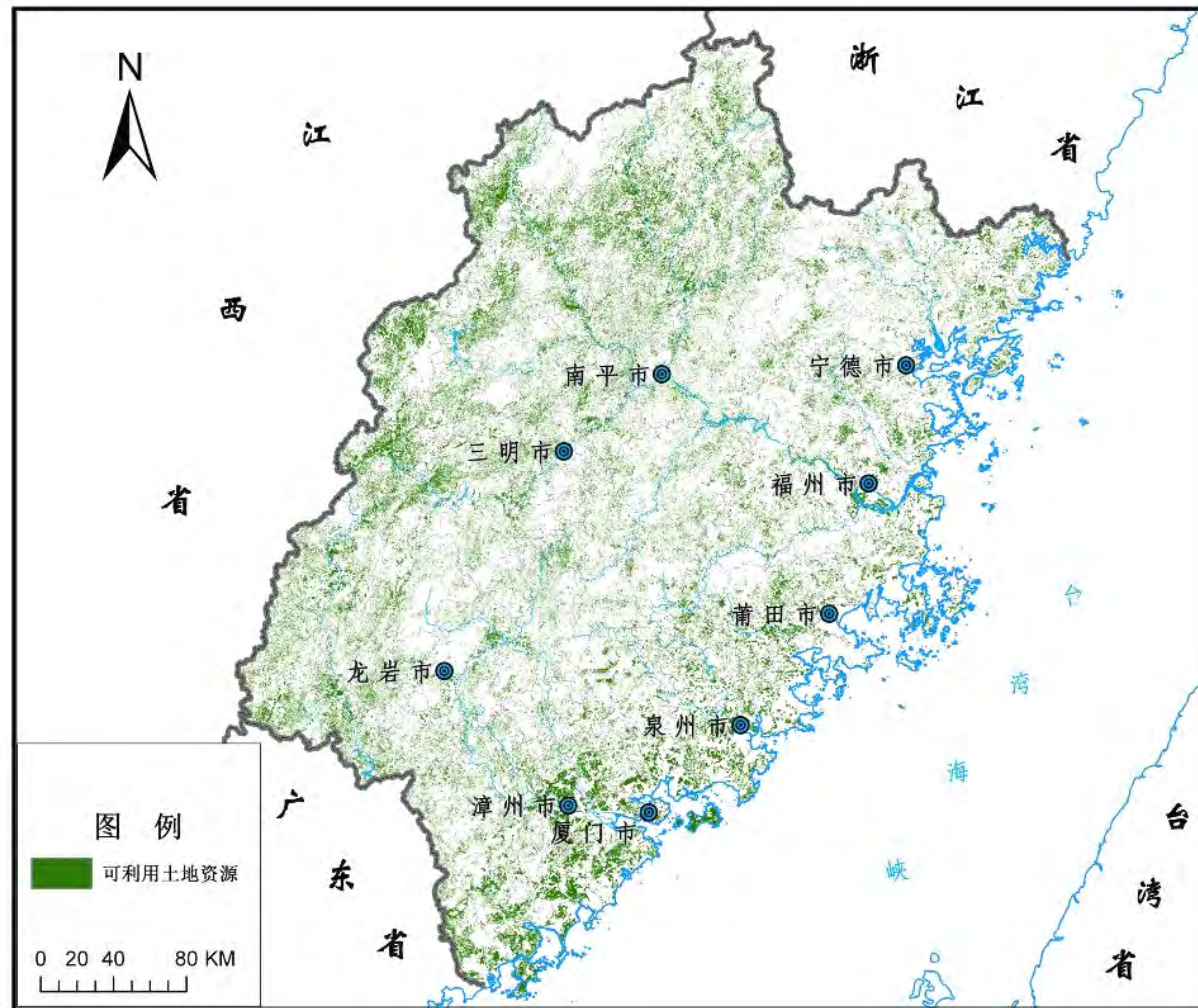 N
浙江省
江西省
南平市
宁德市
三明市
福州市
莆田市
龙岩市
泉州市
漳州市
厦门市
台湾海峡
广东省
台湾省
图例
可利用土地资源
0 20 40 80 KM